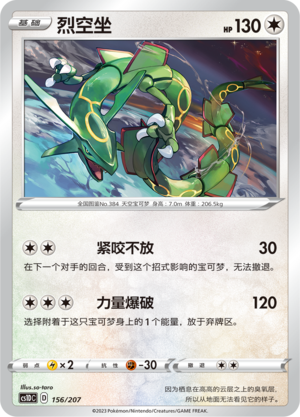 基础 烈空坐 HP 130
全国图鉴No.384 天空宝可梦 身高:7.0m 体重:206.5kg
紧咬不放 30
在下一个对手的回合,受到这个招式影响的宝可梦,无法撤退。
力量爆破 120
选择附着于这只宝可梦身上的1个能量,放于弃牌区。
弱点 ×2 抗性 -30 撤退
Illus.sa-taro
CS1DC D 156/207
因为栖息在高高的云层之上的臭氧层,
所以从地面无法看见它的样子。
©2023 Pokémon/Nintendo/Creatures/GAME FREAK.